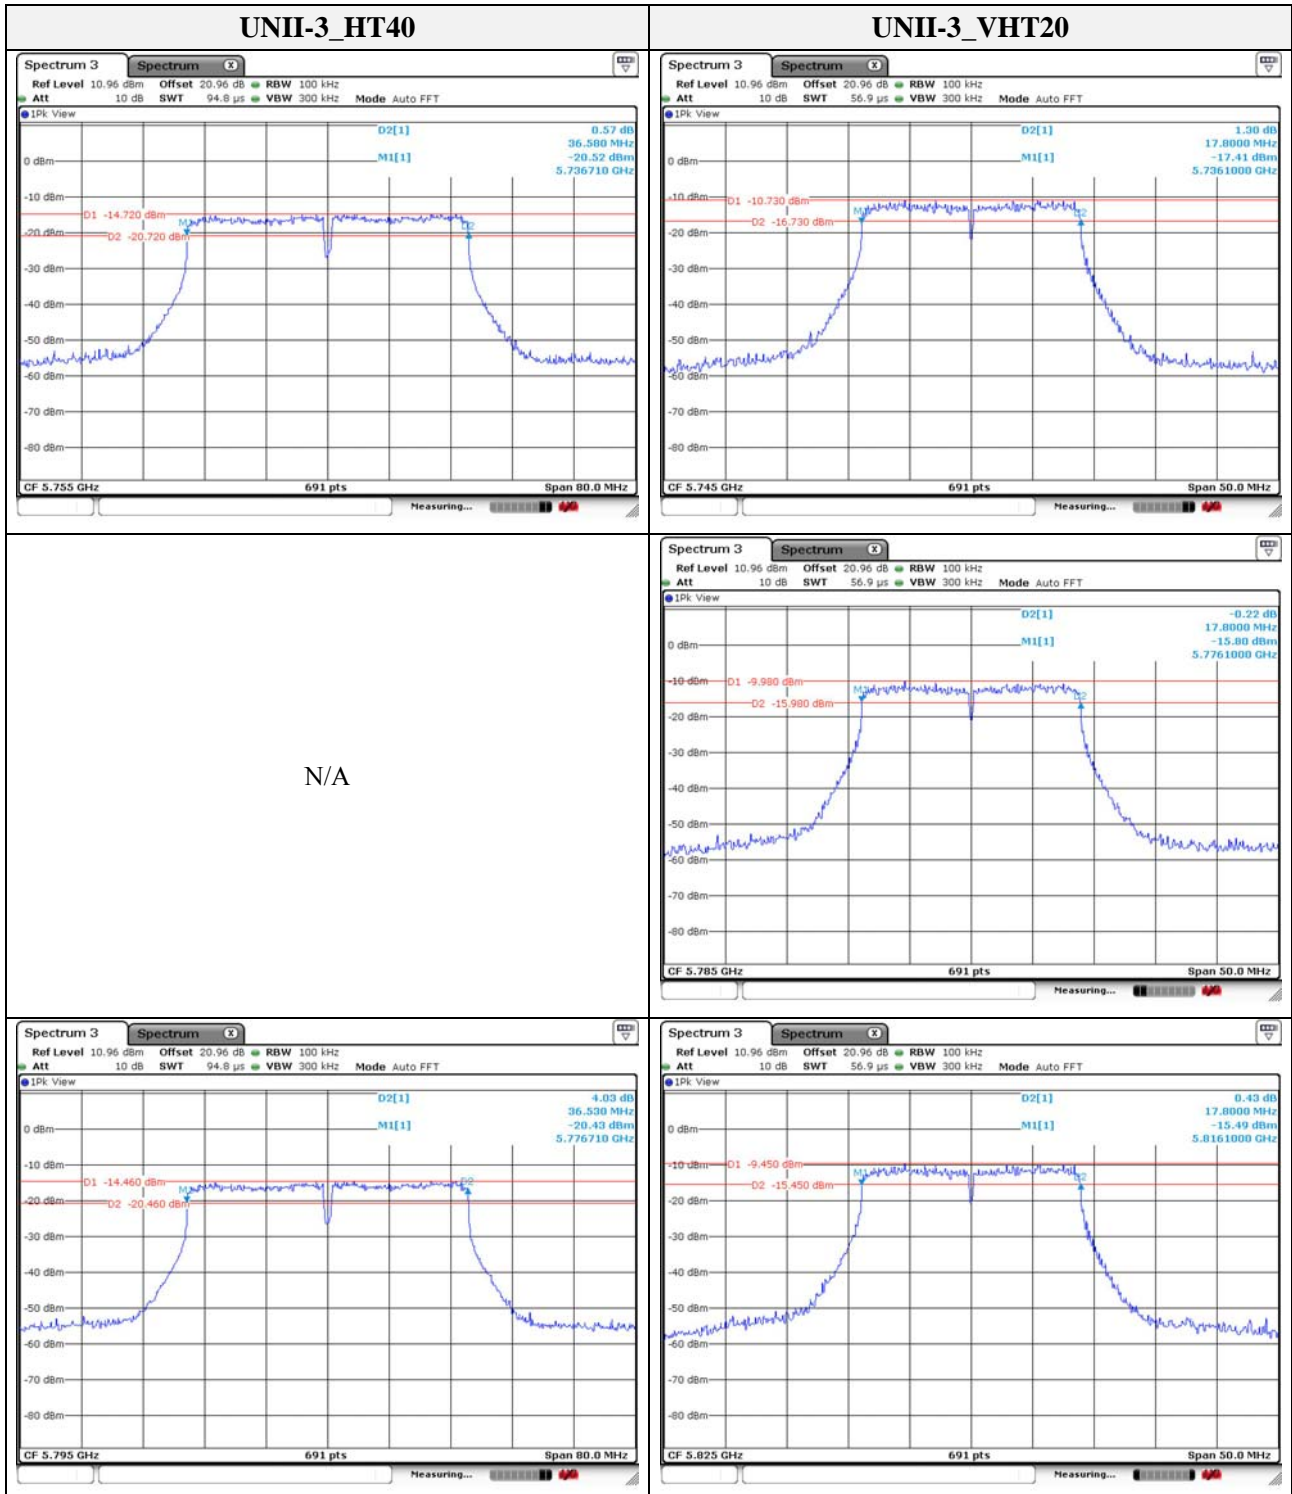 UNII-3_HT40
UNII-3_VHT20
Spectrum 3 Spectrum X
Ref Level 10.96 dBm Offset 20.96 dB RBW 100 kHz
Att 10 dB SWT 94.8 µs VBW 300 kHz Mode Auto FFT
1Pk View
D2[1] 0.57 dB
36.580 MHz
M1[1] -20.52 dBm
5.736710 GHz
0 dBm
-10 dBm
D1 -14.720 dBm
M1
D2
-20 dBm
D2 -20.720 dBm
-30 dBm
-40 dBm
-50 dBm
-60 dBm
-70 dBm
-80 dBm
CF 5.755 GHz 691 pts Span 80.0 MHz
Measuring...
Spectrum 3 Spectrum X
Ref Level 10.96 dBm Offset 20.96 dB RBW 100 kHz
Att 10 dB SWT 56.9 µs VBW 300 kHz Mode Auto FFT
1Pk View
D2[1] 1.30 dB
17.8000 MHz
M1[1] -17.41 dBm
5.7361000 GHz
0 dBm
-10 dBm
D1 -10.730 dBm
M1
D2
D2 -16.730 dBm
-20 dBm
-30 dBm
-40 dBm
-50 dBm
-60 dBm
-70 dBm
-80 dBm
CF 5.745 GHz 691 pts Span 50.0 MHz
Measuring...
N/A
Spectrum 3 Spectrum X
Ref Level 10.96 dBm Offset 20.96 dB RBW 100 kHz
Att 10 dB SWT 56.9 µs VBW 300 kHz Mode Auto FFT
1Pk View
D2[1] -0.22 dB
17.8000 MHz
M1[1] -15.80 dBm
5.7761000 GHz
0 dBm
-10 dBm
D1 -9.980 dBm
M1
D2
D2 -15.980 dBm
-20 dBm
-30 dBm
-40 dBm
-50 dBm
-60 dBm
-70 dBm
-80 dBm
CF 5.785 GHz 691 pts Span 50.0 MHz
Measuring...
Spectrum 3 Spectrum X
Ref Level 10.96 dBm Offset 20.96 dB RBW 100 kHz
Att 10 dB SWT 94.8 µs VBW 300 kHz Mode Auto FFT
1Pk View
D2[1] 4.03 dB
36.530 MHz
M1[1] -20.43 dBm
5.776710 GHz
0 dBm
-10 dBm
D1 -14.460 dBm
M1
D2
-20 dBm
D2 -20.460 dBm
-30 dBm
-40 dBm
-50 dBm
-60 dBm
-70 dBm
-80 dBm
CF 5.795 GHz 691 pts Span 80.0 MHz
Measuring...
Spectrum 3 Spectrum X
Ref Level 10.96 dBm Offset 20.96 dB RBW 100 kHz
Att 10 dB SWT 56.9 µs VBW 300 kHz Mode Auto FFT
1Pk View
D2[1] 0.43 dB
17.8000 MHz
M1[1] -15.49 dBm
5.8161000 GHz
0 dBm
-10 dBm
D1 -9.450 dBm
M1
D2
D2 -15.450 dBm
-20 dBm
-30 dBm
-40 dBm
-50 dBm
-60 dBm
-70 dBm
-80 dBm
CF 5.825 GHz 691 pts Span 50.0 MHz
Measuring...